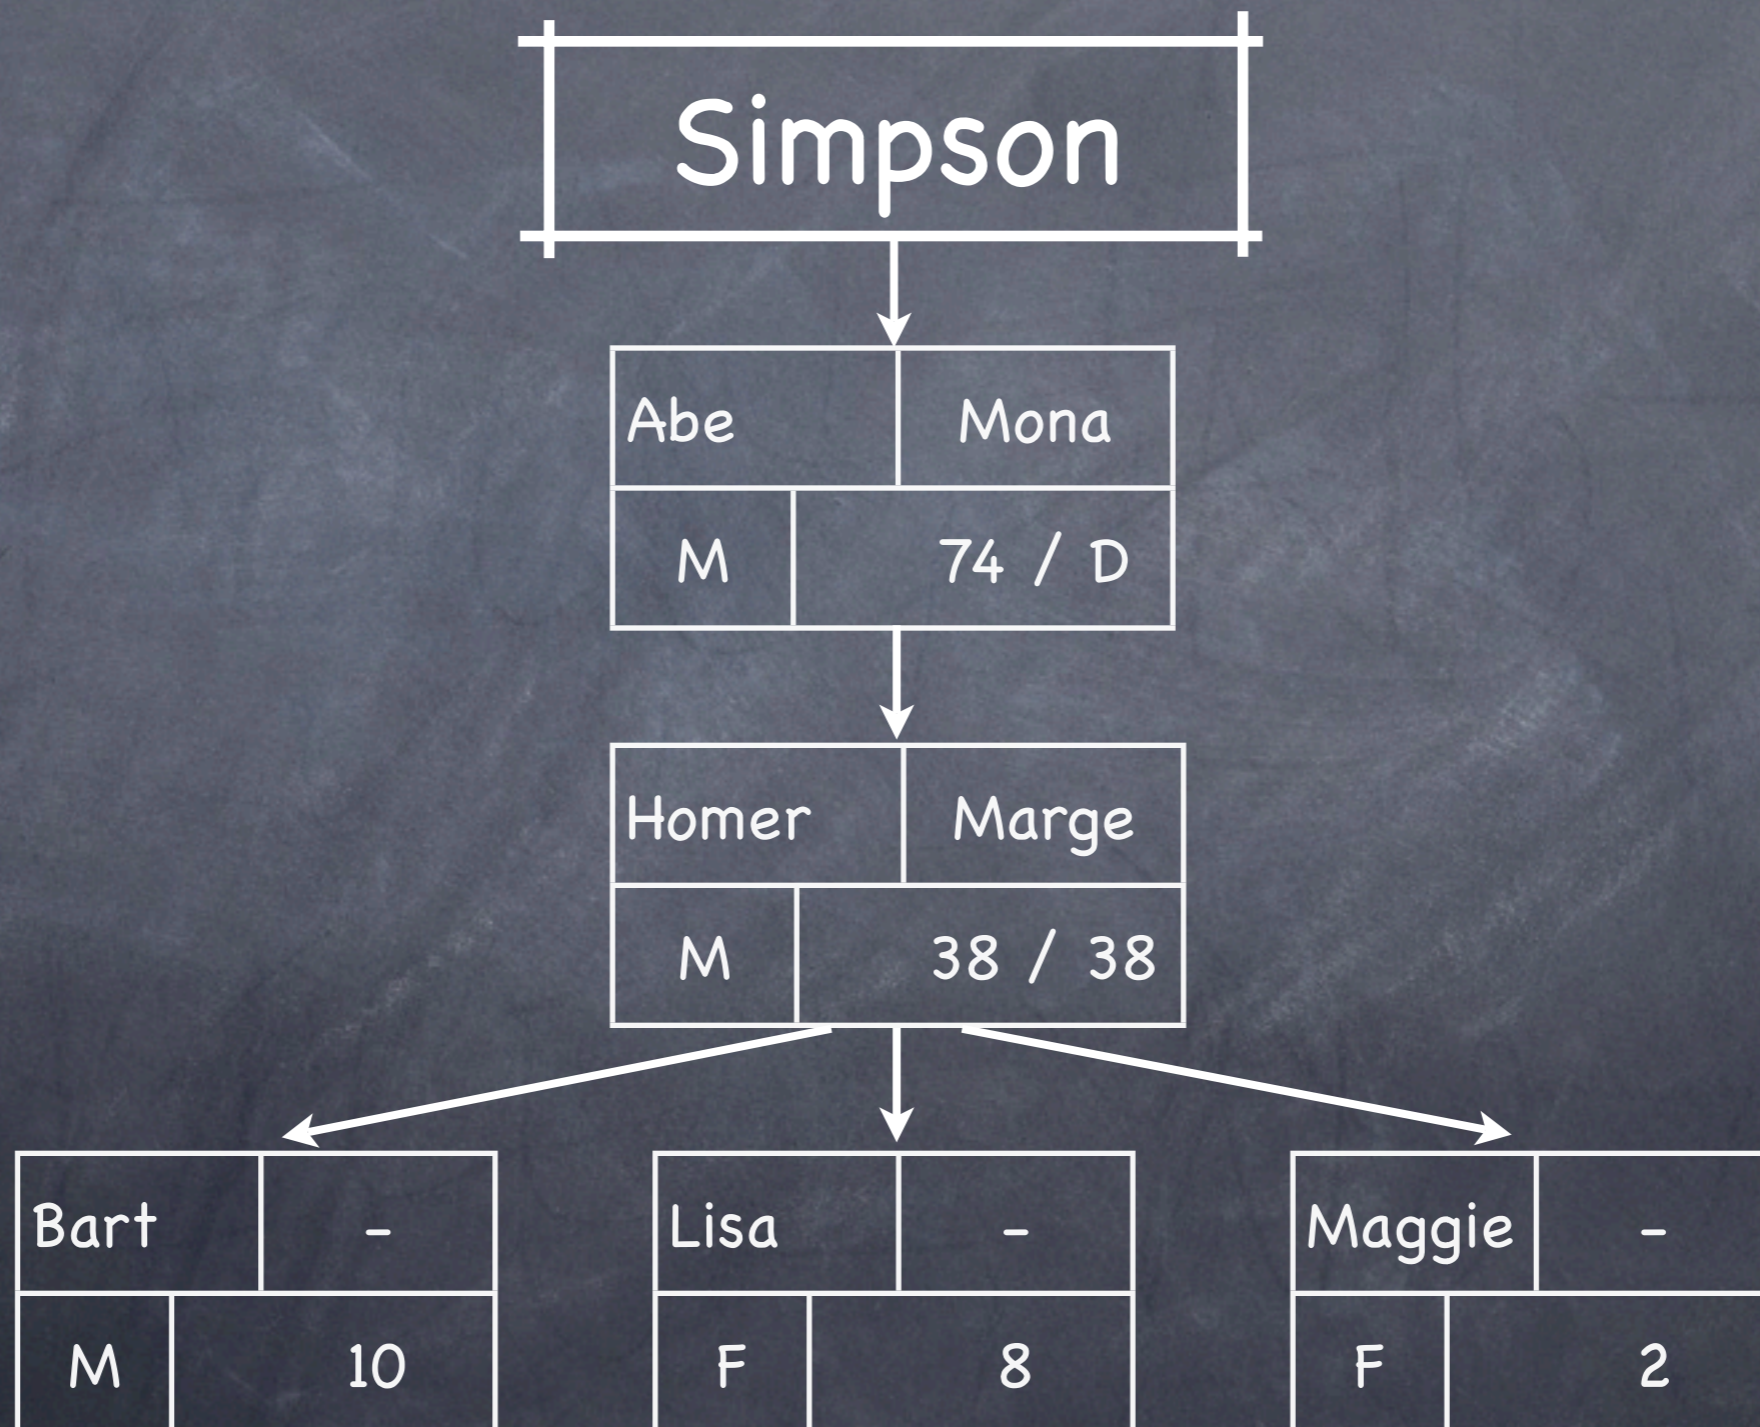 Simpson
Abe Mona
M 74 / D
Homer Marge
M 38 / 38
Bart - Lisa - Maggie -
M 10 F 8 F 2